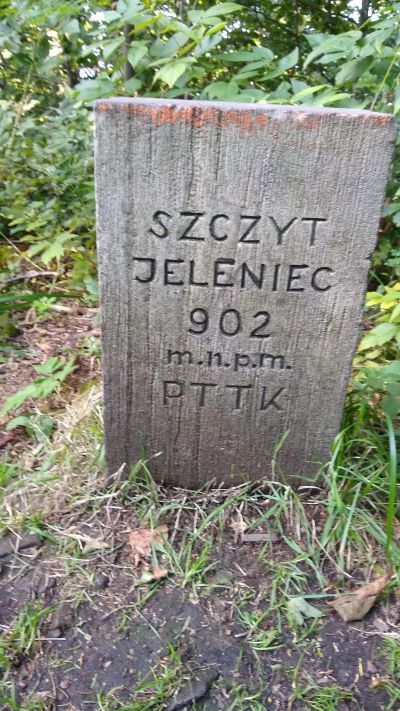 SZCZYT
JELENIEC
902
m.n.p.m.
PTTK